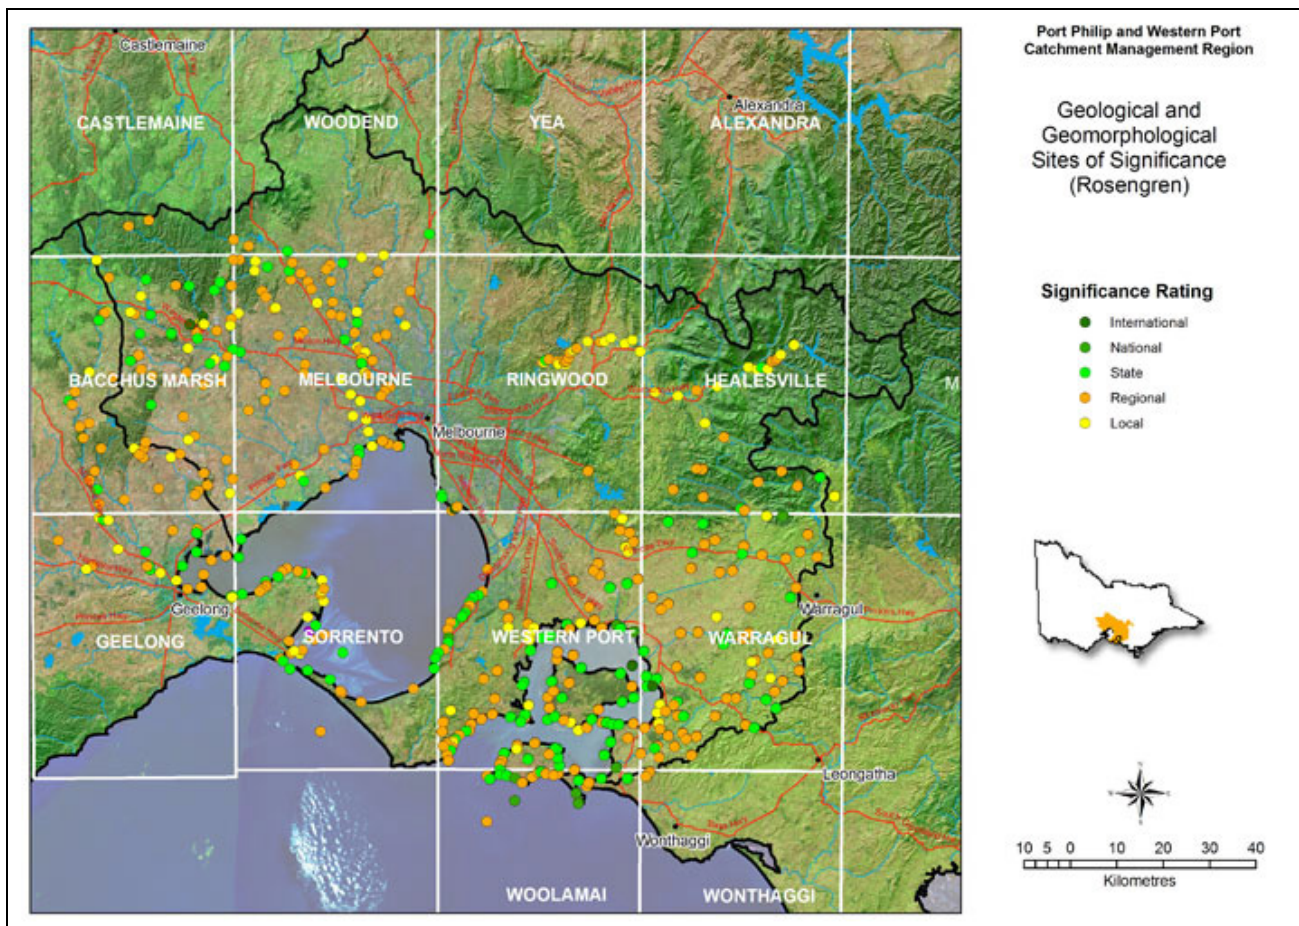 Castlemaine
CASTLEMAINE
WOODEND
YEA
Alexandra
ALEXANDRA
BACCHUS MARSH
MELBOURNE
RINGWOOD
HEALESVILLE
M
Melbourne
Geelong
GEELONG
SORRENTO
WESTERN PORT
WARRAGUL
Warragul
Leongatha
Wonthaggi
WOOLAMAI
WONTHAGGI
Port Philip and Western Port
Catchment Management Region
Geological and
Geomorphological
Sites of Significance
(Rosengren)
Significance Rating
International
National
State
Regional
Local
10 5 0 10 20 30 40
Kilometres